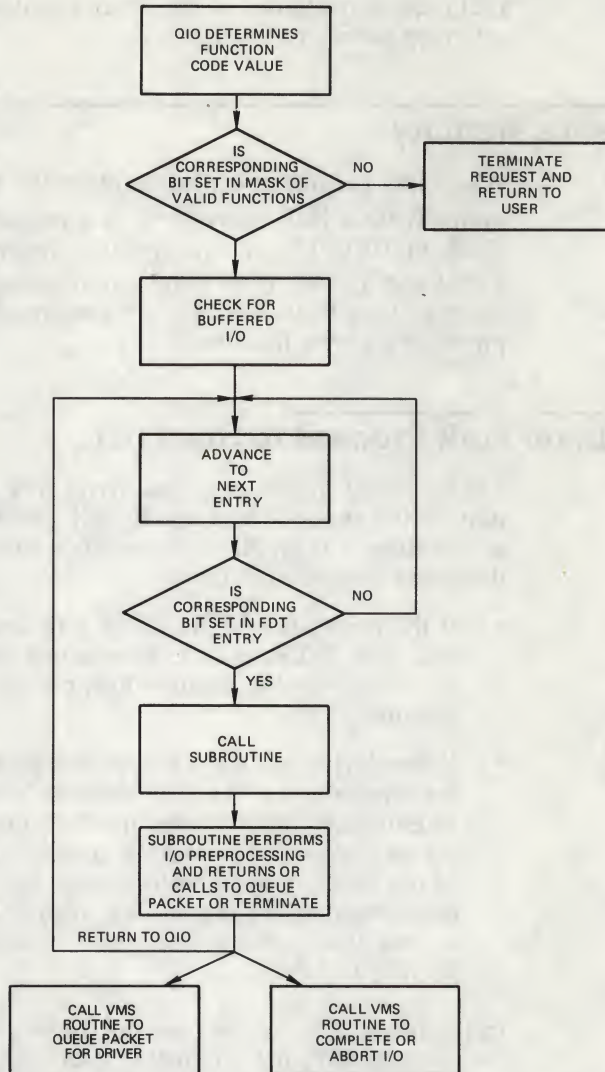 QIO DETERMINES
FUNCTION
CODE VALUE
IS
CORRESPONDING
BIT SET IN MASK OF
VALID FUNCTIONS
NO
TERMINATE
REQUEST AND
RETURN TO
USER
CHECK FOR
BUFFERED
I/O
ADVANCE
TO
NEXT
ENTRY
IS
CORRESPONDING
BIT SET IN FDT
ENTRY
NO
YES
CALL
SUBROUTINE
SUBROUTINE PERFORMS
I/O PREPROCESSING
AND RETURNS OR
CALLS TO QUEUE
PACKET OR TERMINATE
RETURN TO QIO
CALL VMS
ROUTINE TO
QUEUE PACKET
FOR DRIVER
CALL VMS
ROUTINE TO
COMPLETE OR
ABORT I/O